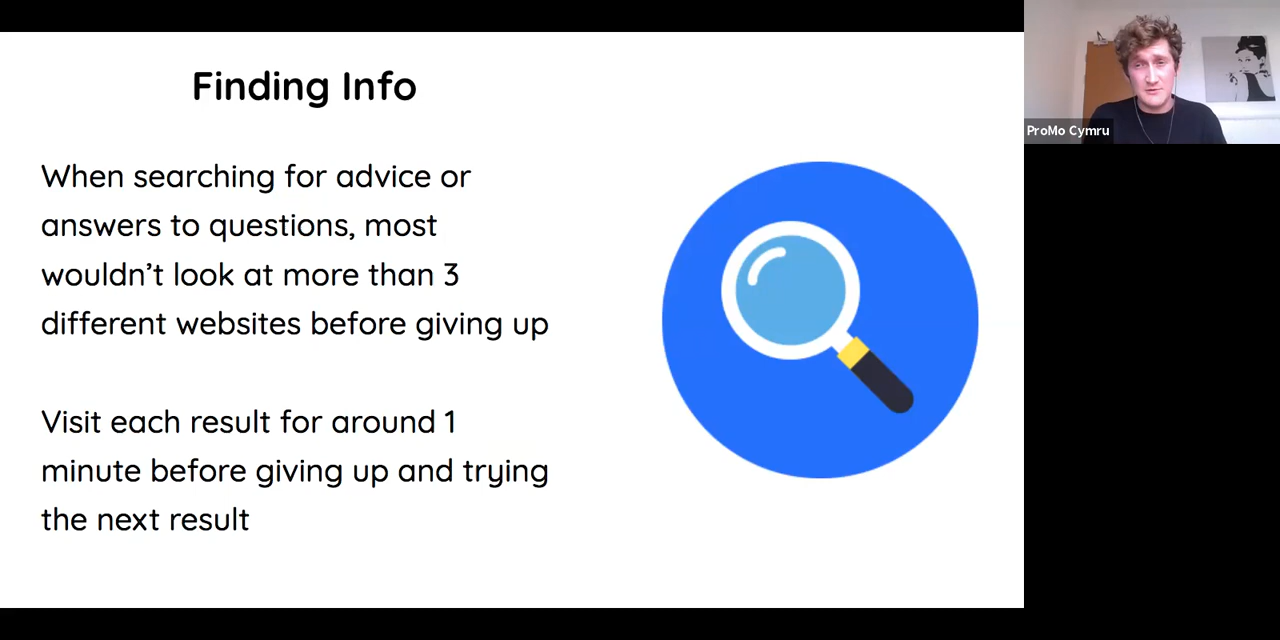 Finding Info
When searching for advice or
answers to questions, most
wouldn't look at more than 3
different websites before giving up
Visit each result for around 1
minute before giving up and trying
the next result
ProMo Cymru